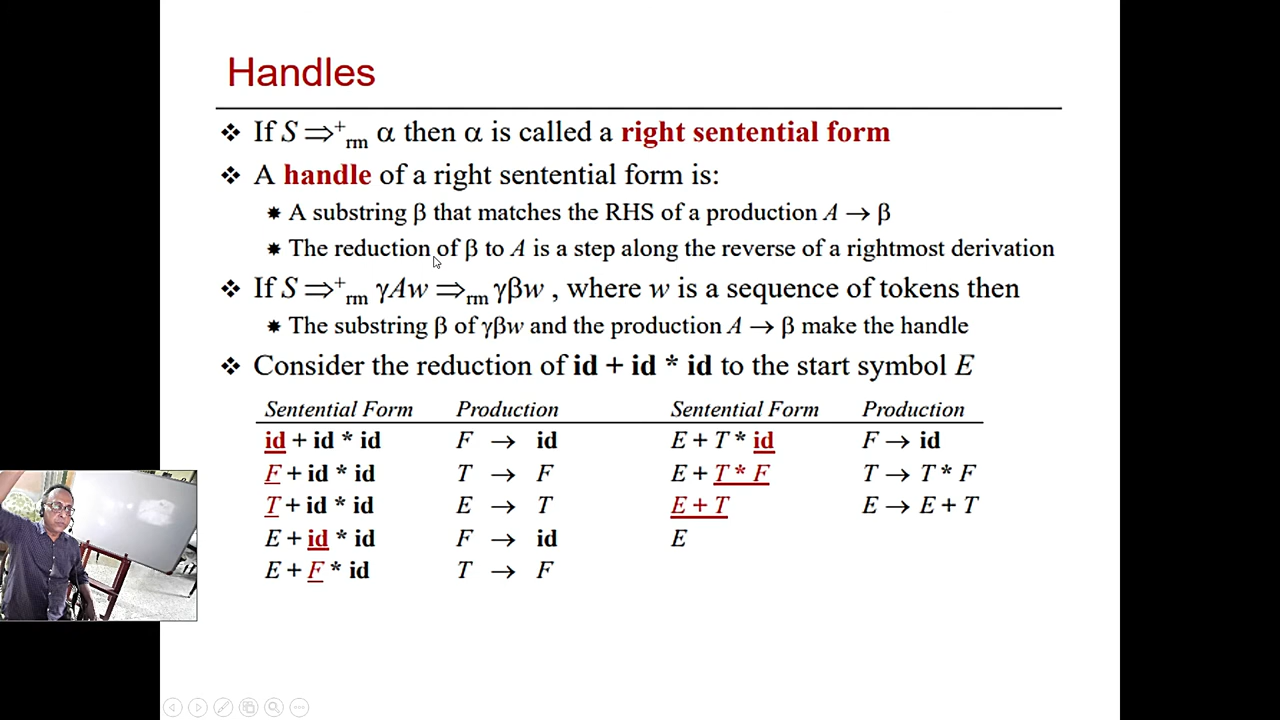 Handles
❖ If S ⇒⁺rm α then α is called a right sentential form
❖ A handle of a right sentential form is:
✷ A substring β that matches the RHS of a production A → β
✷ The reduction of β to A is a step along the reverse of a rightmost derivation
❖ If S ⇒⁺rm γAw ⇒rm γβw , where w is a sequence of tokens then
✷ The substring β of γβw and the production A → β make the handle
❖ Consider the reduction of id + id * id to the start symbol E
Sentential Form Production Sentential Form Production
id + id * id F → id E + T * id F → id
F + id * id T → F E + T * F T → T * F
T + id * id E → T E + T E → E + T
E + id * id F → id E
E + F * id T → F